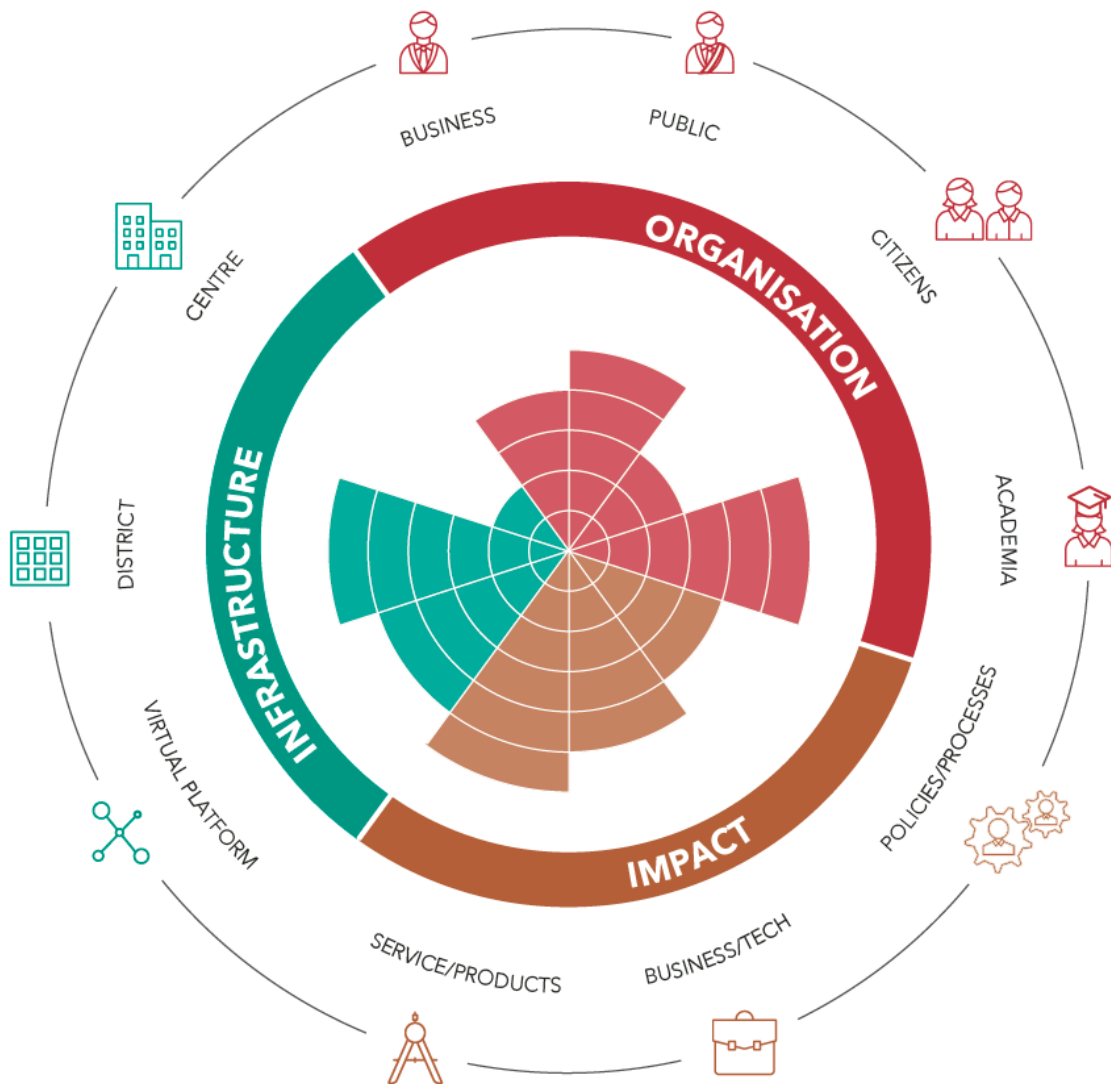 BUSINESS
PUBLIC
CITIZENS
ACADEMIA
POLICIES/PROCESSES
BUSINESS/TECH
SERVICE/PRODUCTS
VIRTUAL PLATFORM
DISTRICT
CENTRE
ORGANISATION
IMPACT
INFRASTRUCTURE